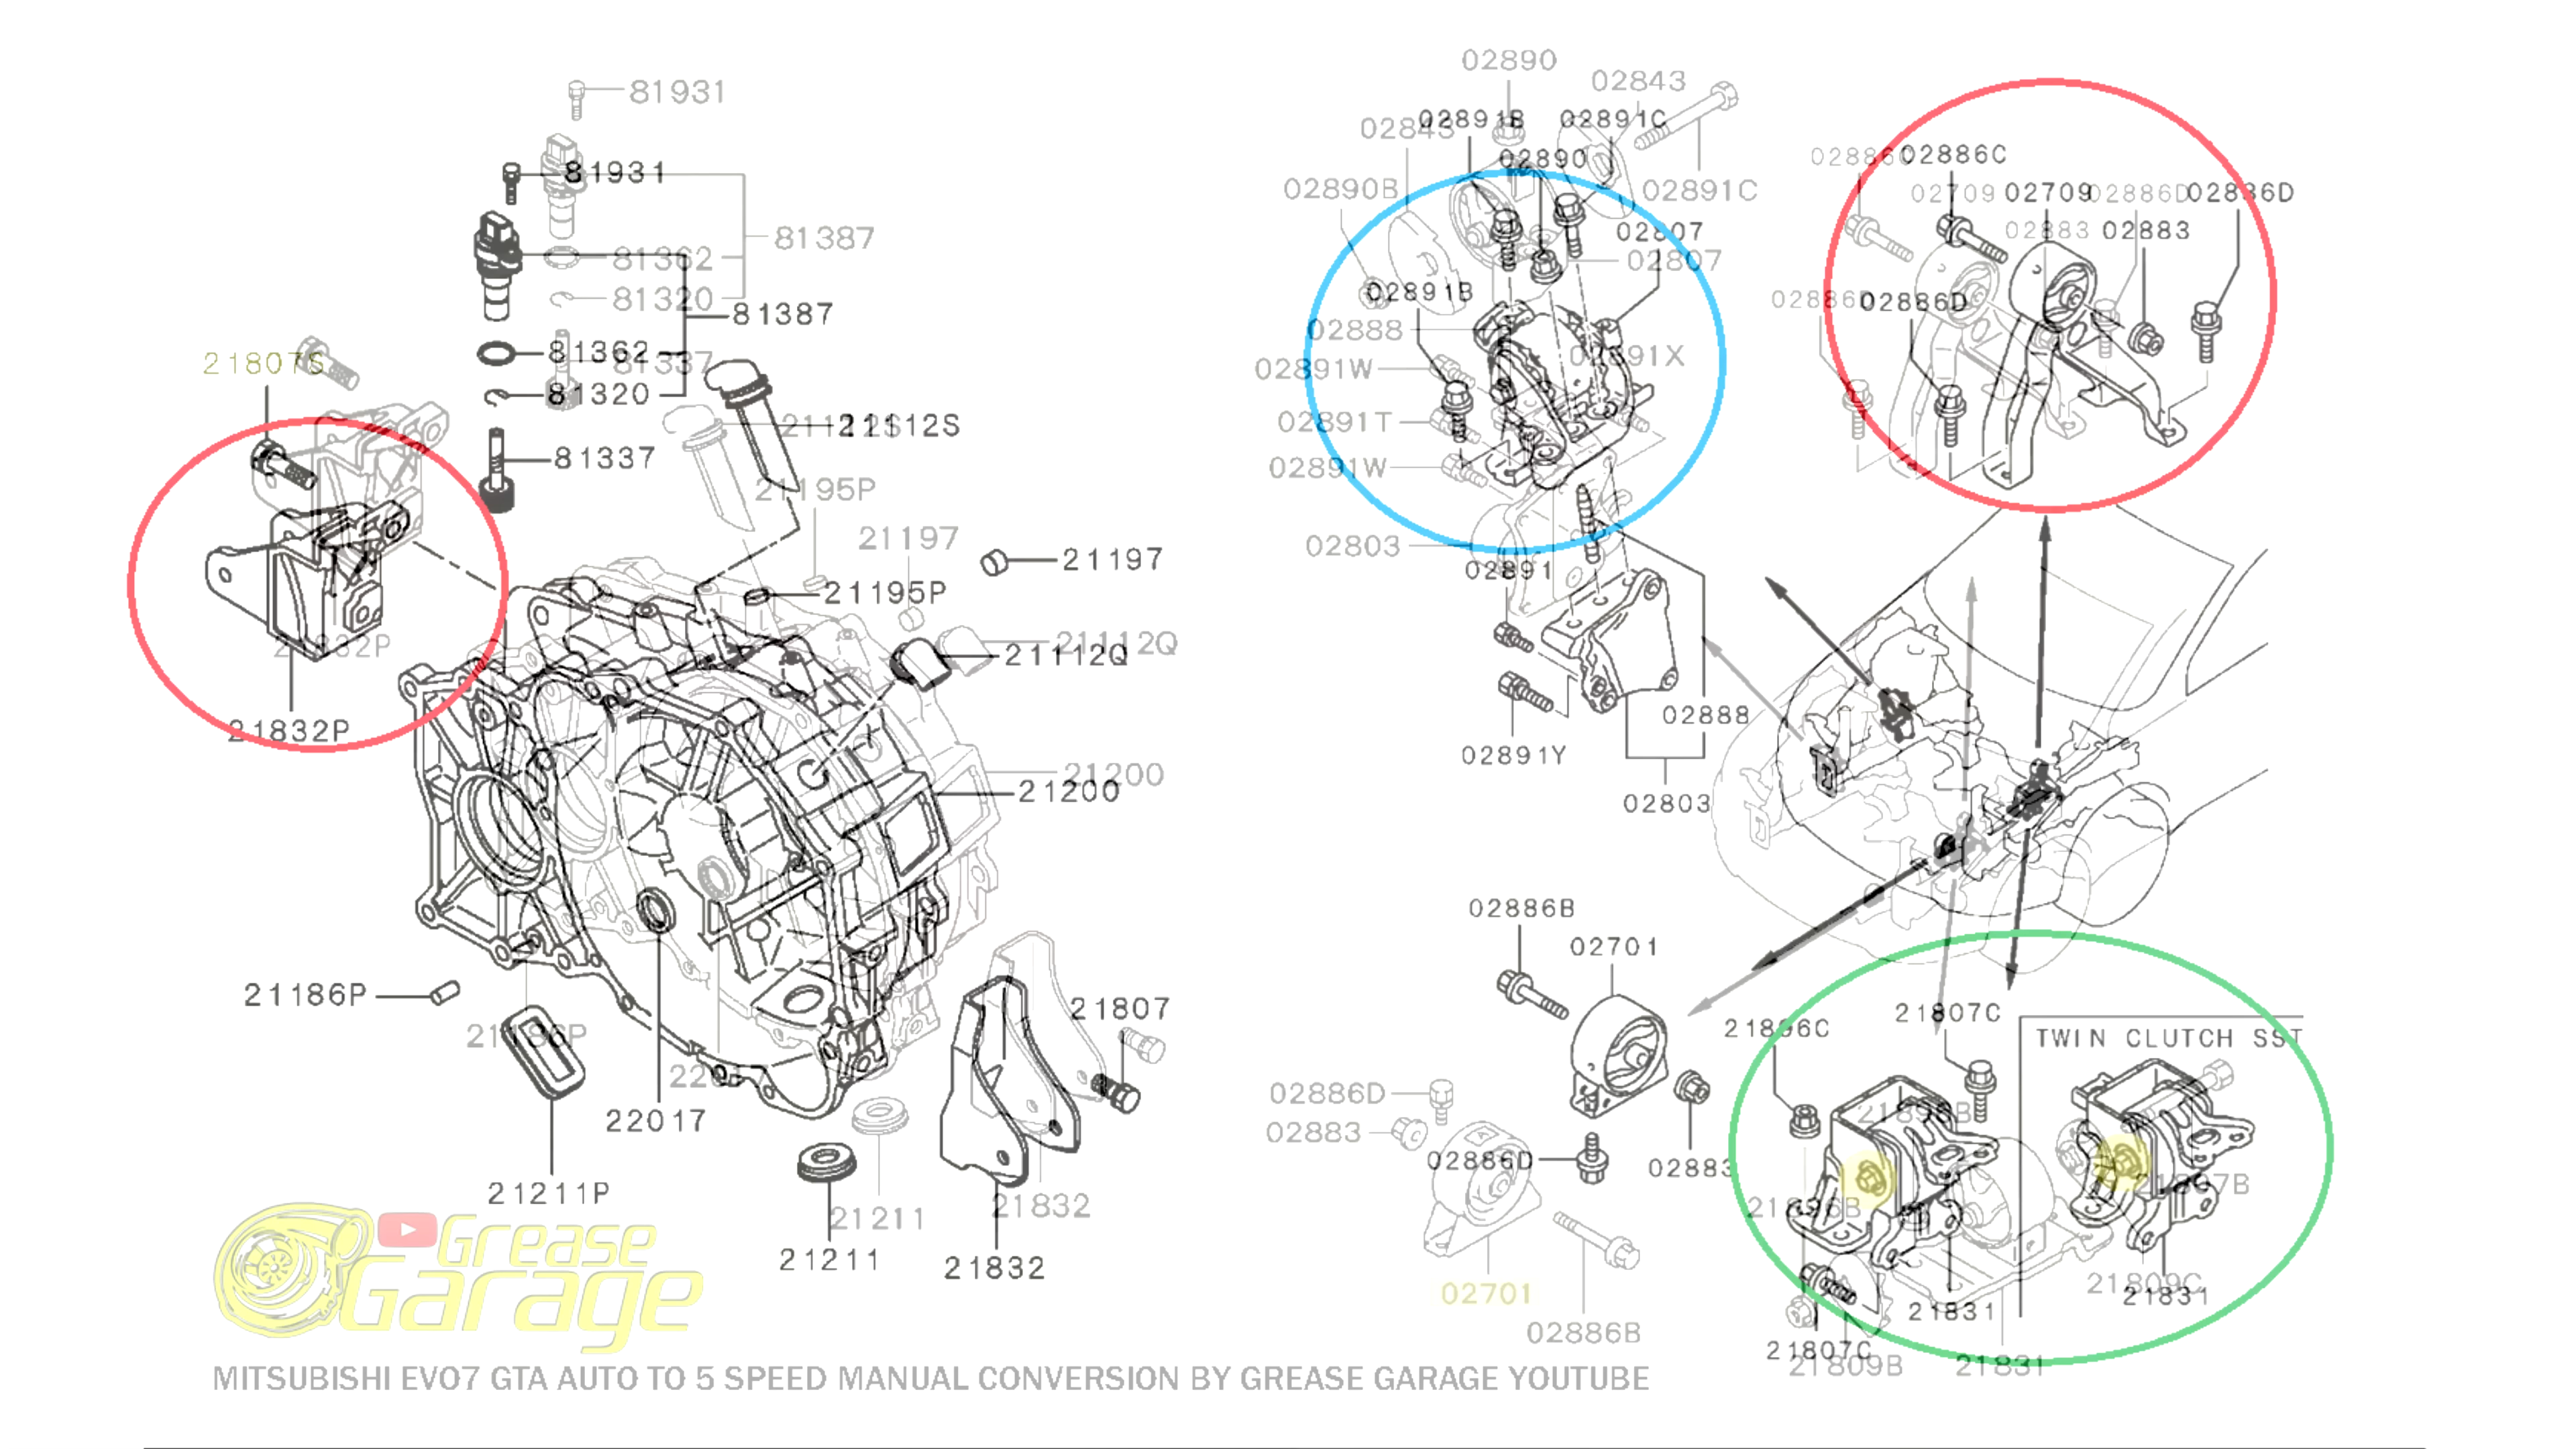 81931
81931
81387
81362
81320
81387
81362
81337
81320
81337
21807S
21112S
21195P
21197
21197
21195P
21112Q
21112Q
21832P
21200
21200
21186P
22017
21211P
21807
21211
21211
21832
21832
02890
02843
02843
02891B
02891C
02890
02890B
02891C
02807
02807
02891B
02888
02891X
02891W
02891T
02891W
02803
02891
02888
02891Y
02803
02886C
02709
02709
02886D
02886D
02883
02883
02886D
02886B
02701
02886D
02883
02886D
02883
02701
02886B
21807C
21896C
TWIN CLUTCH SST
21831
21809C
21831
21807C
21809B
21831
Grease
Garage
MITSUBISHI EVO7 GTA AUTO TO 5 SPEED MANUAL CONVERSION BY GREASE GARAGE YOUTUBE